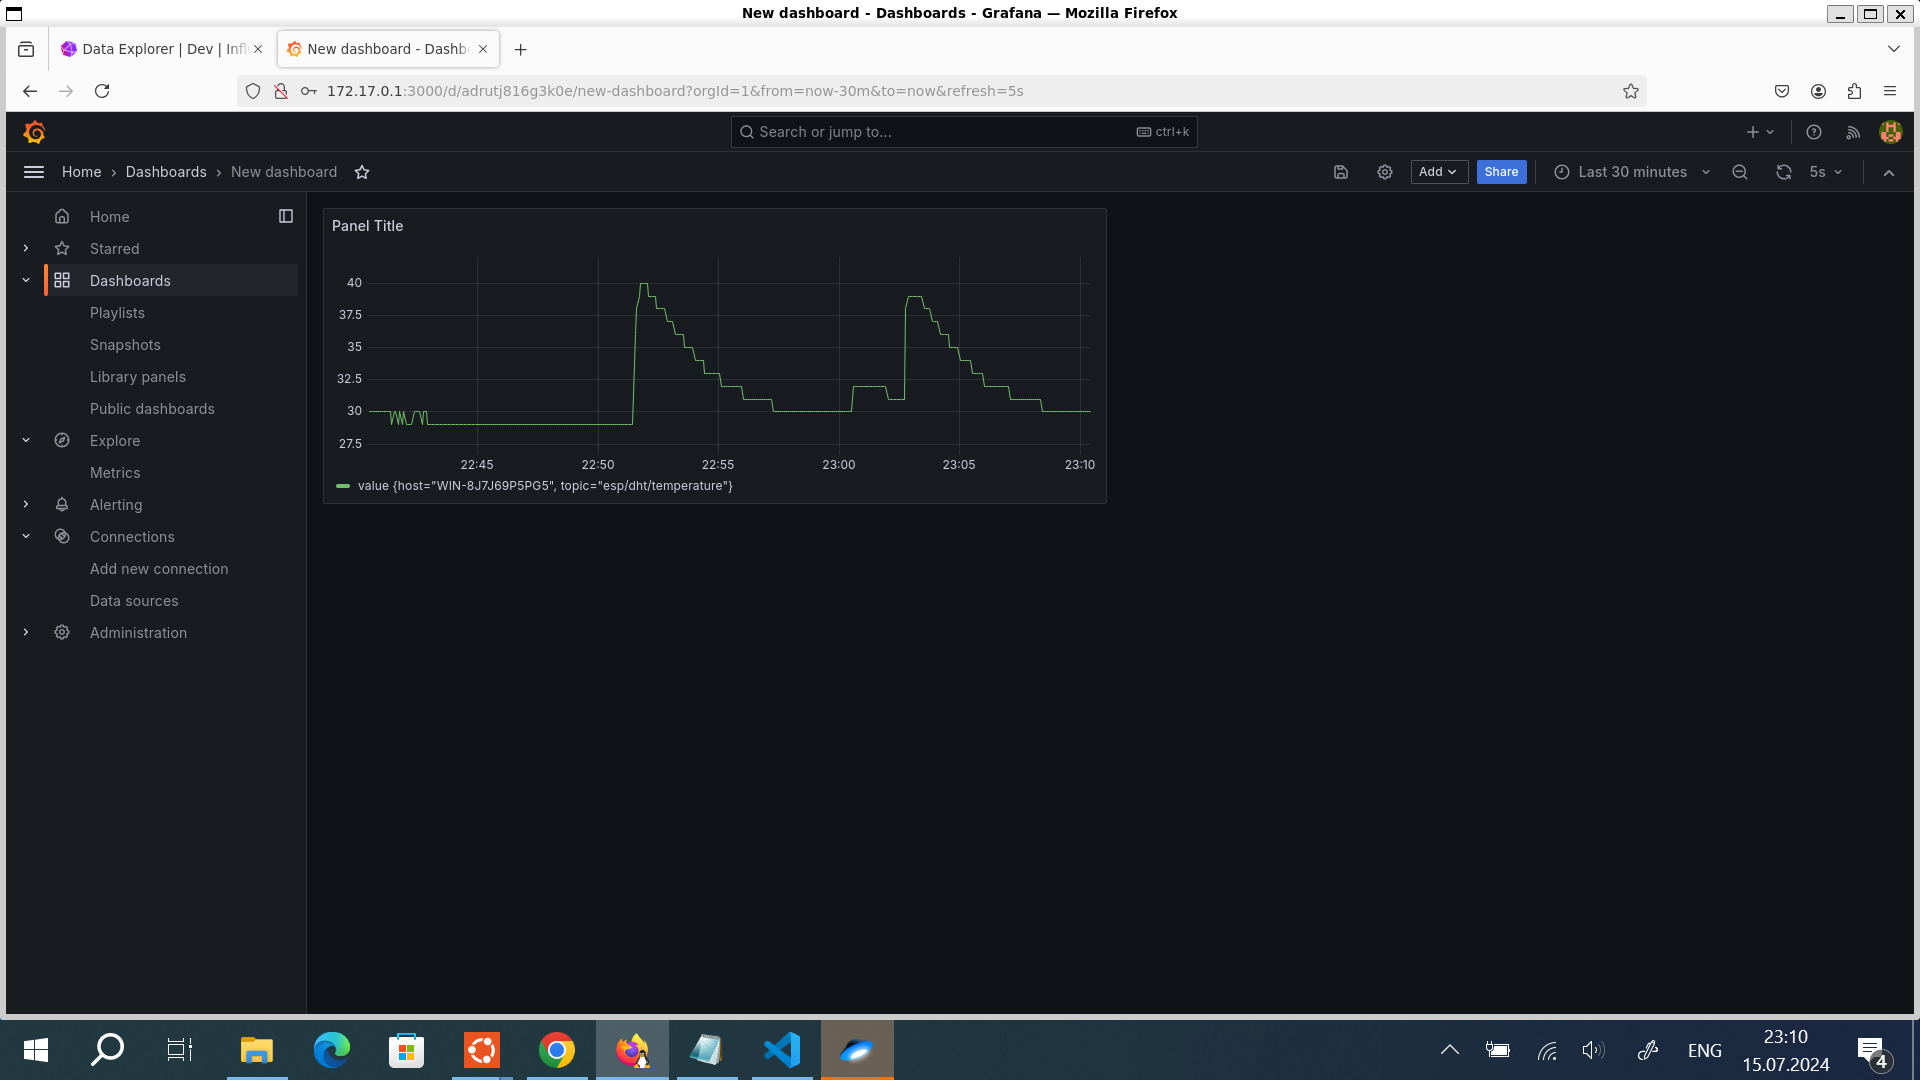 New dashboard - Dashboards - Grafana — Mozilla Firefox
Data Explorer | Dev | Infl
New dashboard - Dashb
172.17.0.1:3000/d/adrutj816g3k0e/new-dashboard?orgId=1&from=now-30m&to=now&refresh=5s
Search or jump to...
ctrl+k
Home › Dashboards › New dashboard
Add
Share
Last 30 minutes
5s
Home
Starred
Dashboards
Playlists
Snapshots
Library panels
Public dashboards
Explore
Metrics
Alerting
Connections
Add new connection
Data sources
Administration
Panel Title
40
37.5
35
32.5
30
27.5
22:45 22:50 22:55 23:00 23:05 23:10
value {host="WIN-8J7J69P5PG5", topic="esp/dht/temperature"}
ENG
23:10
15.07.2024
4